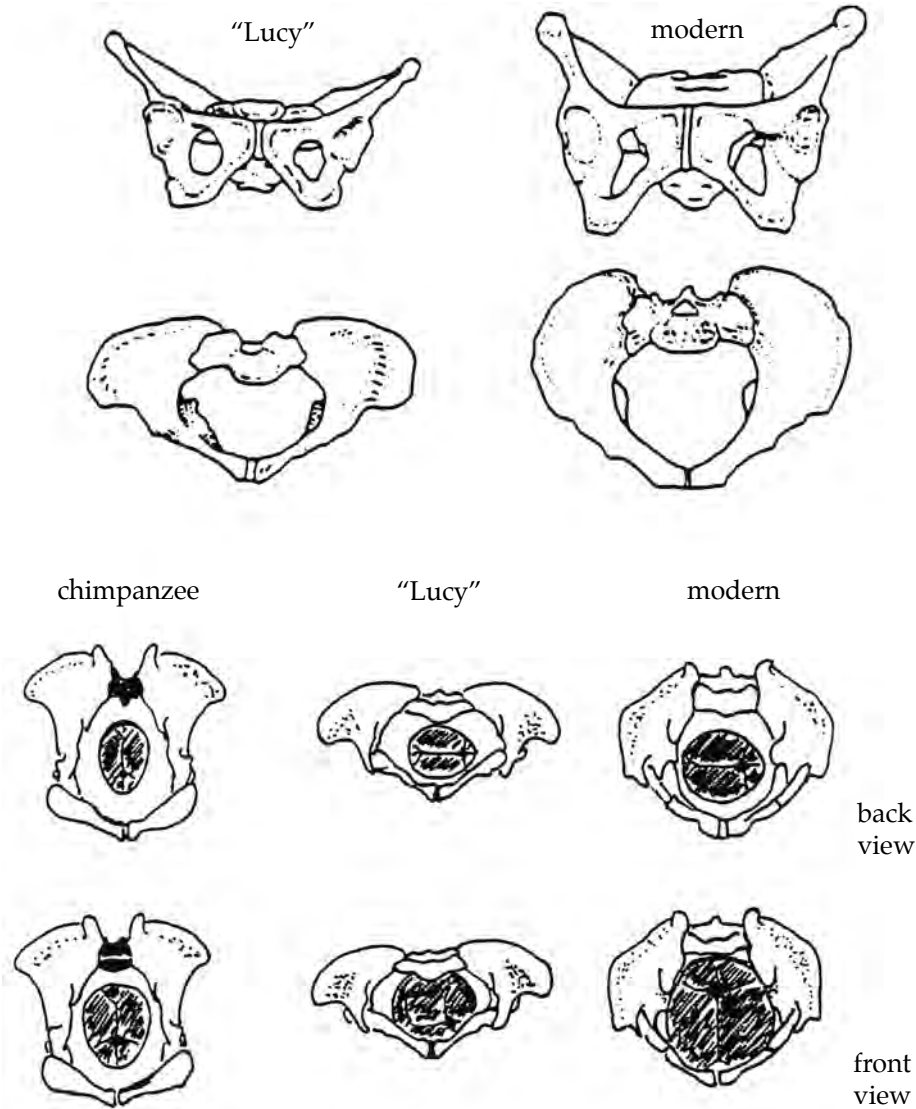 “Lucy”
modern
chimpanzee
“Lucy”
modern
back
view
front
view